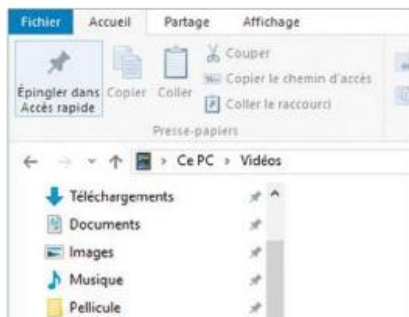 Fichier Accueil Partage Affichage
Couper
Copier le chemin d'accès
Coller le raccourci
Épingler dans
Accès rapide
Copier Coller
Presse-papiers
Ce PC > Vidéos
Téléchargements
Documents
Images
Musique
Pellicule